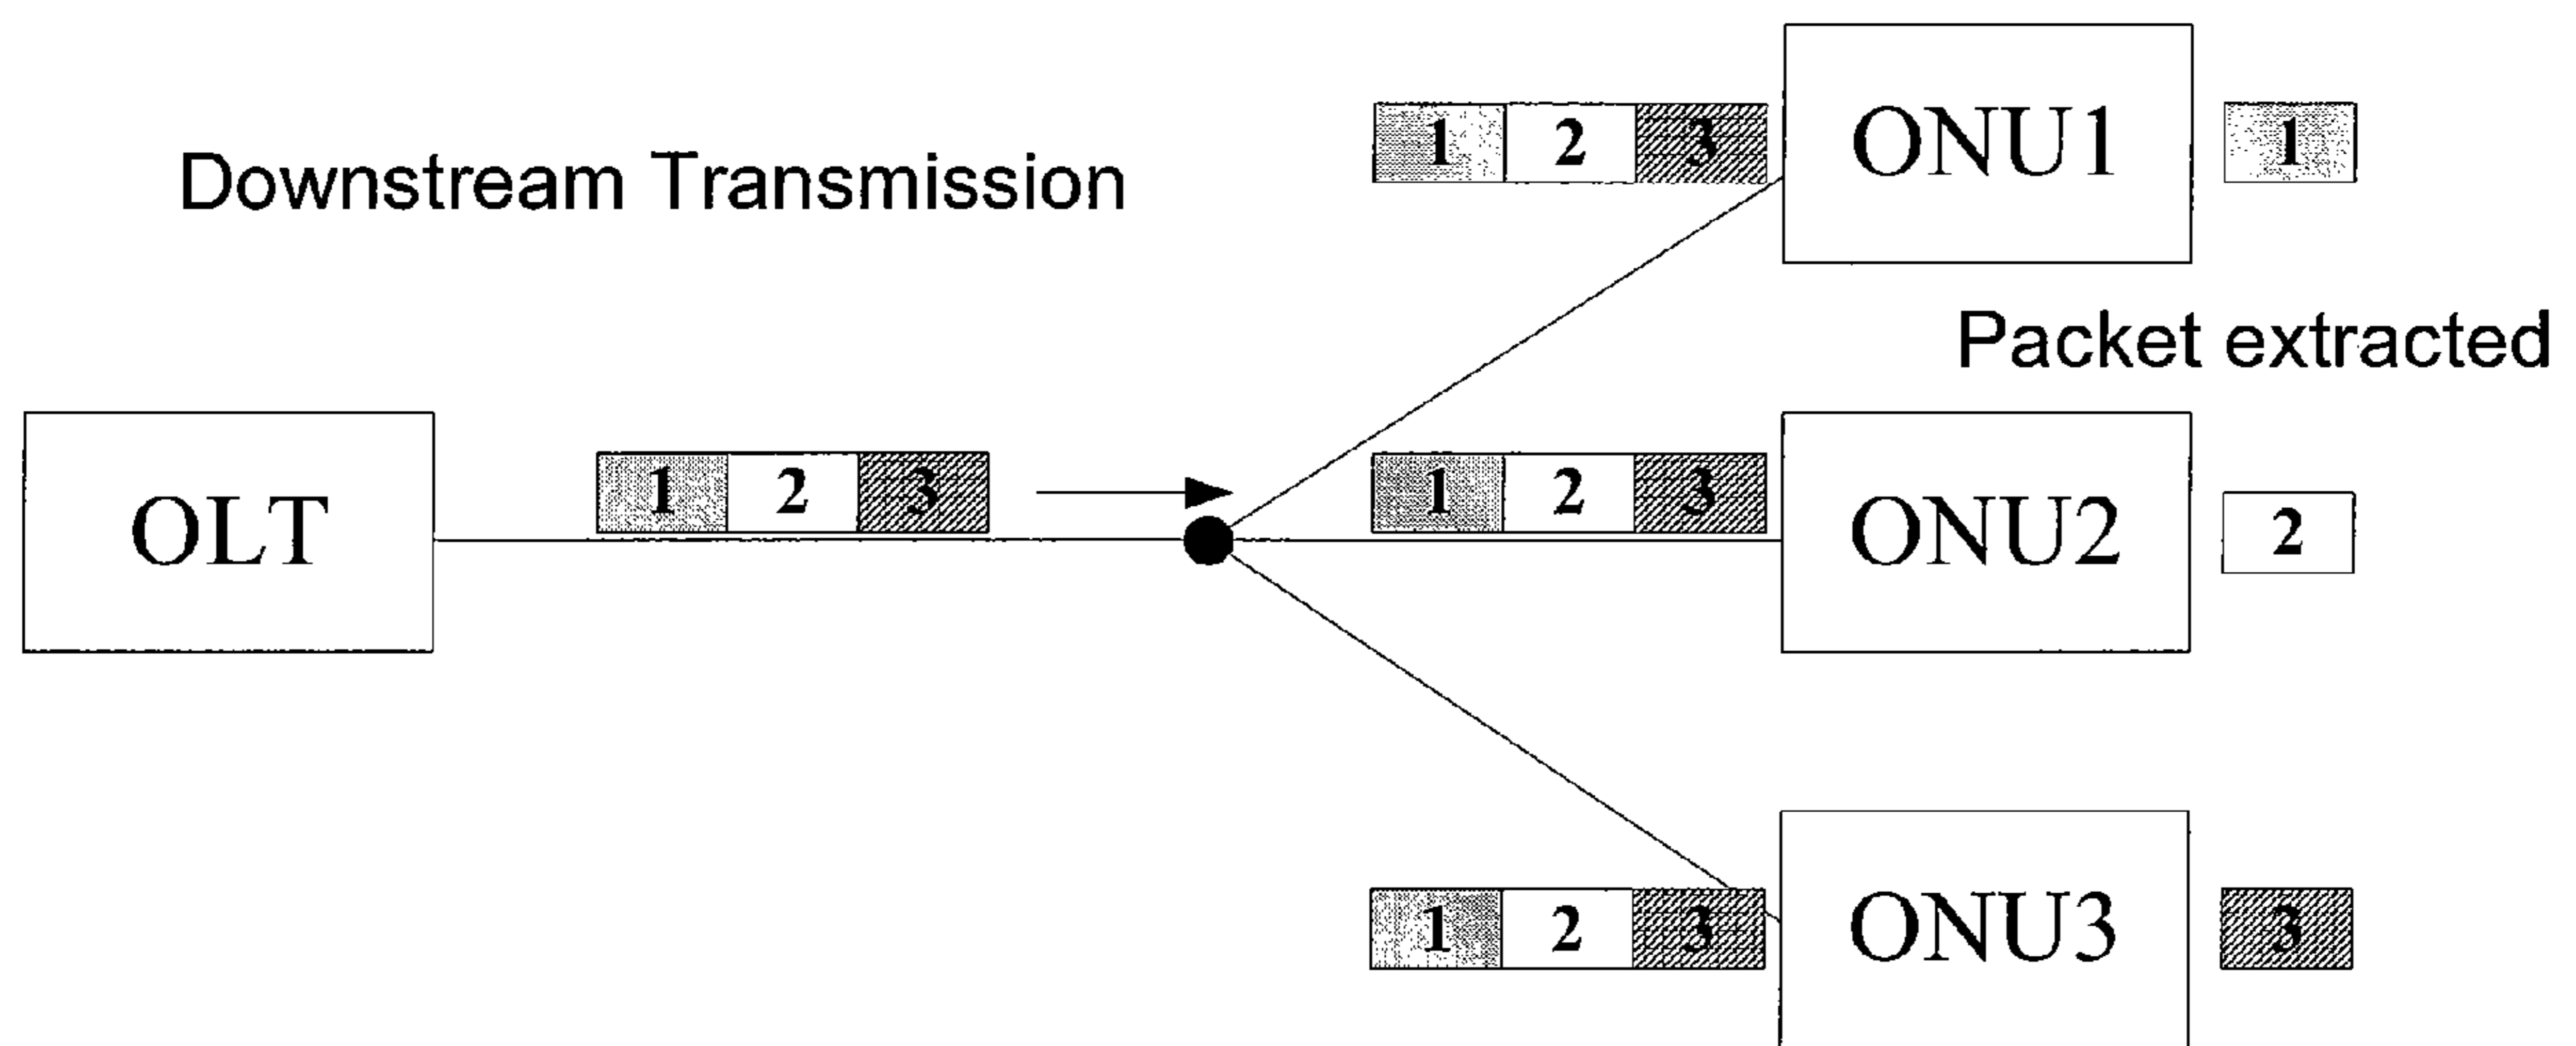 1 2 3 ONU1 1
Downstream Transmission
Packet extracted
OLT 1 2 3 1 2 3 ONU2 2
1 2 3 ONU3 3